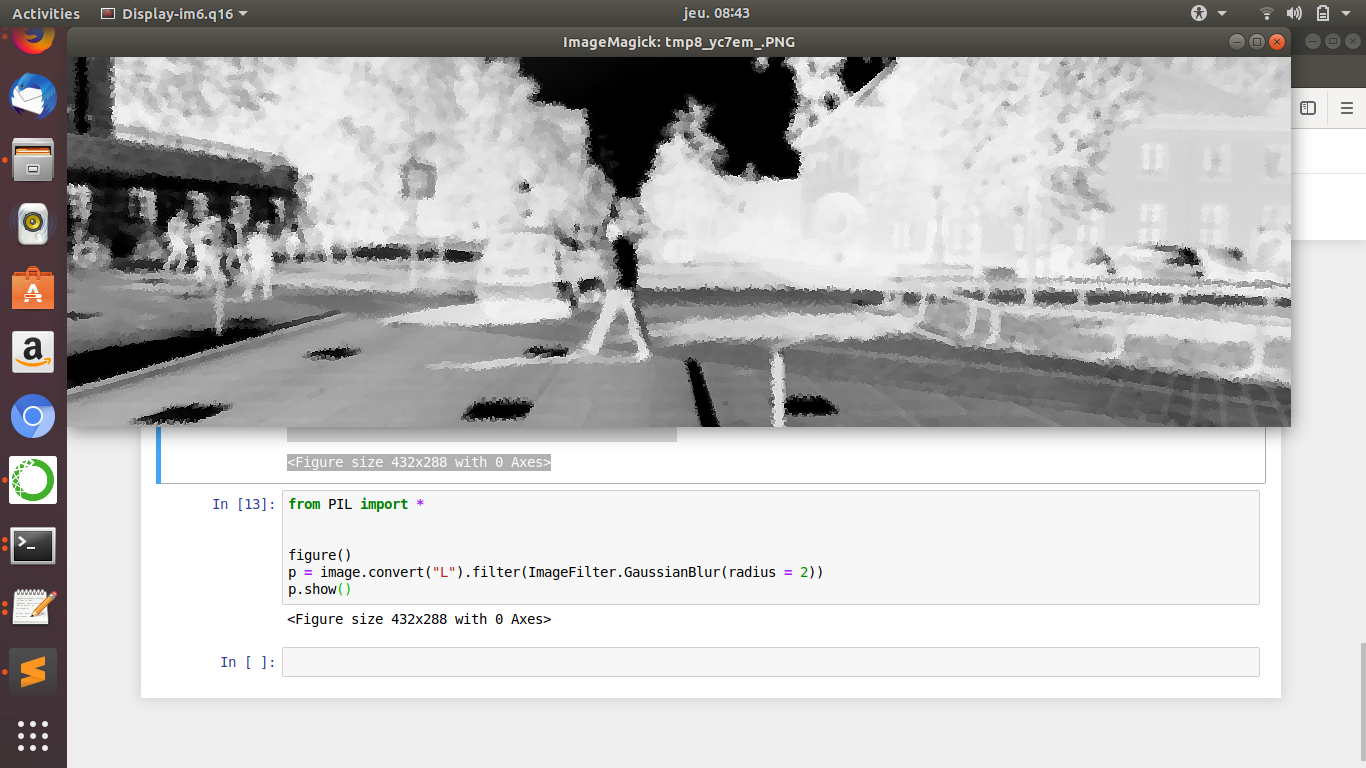 Activities
Display-im6.q16
jeu. 08:43
ImageMagick: tmp8_yc7em_.PNG
<Figure size 432x288 with 0 Axes>
In [13]:
from PIL import *
figure()
p = image.convert("L").filter(ImageFilter.GaussianBlur(radius = 2))
p.show()
<Figure size 432x288 with 0 Axes>
In [ ]: